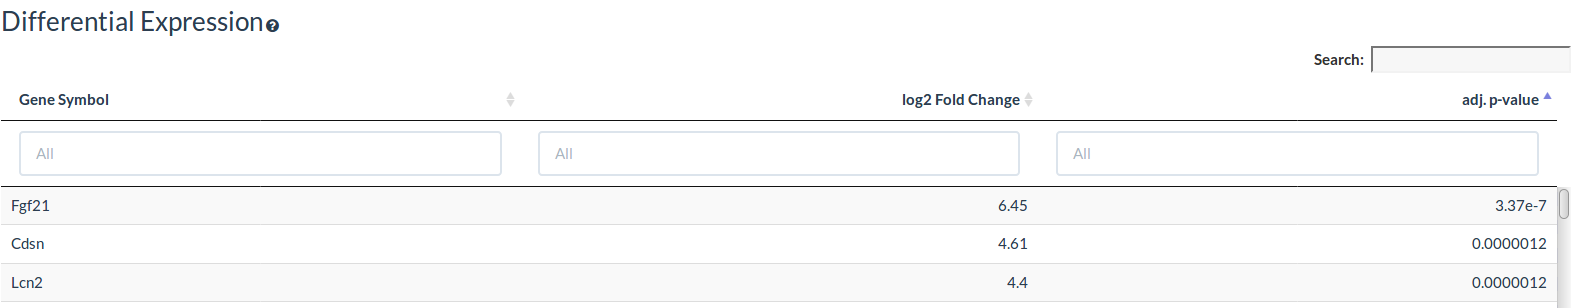 Differential Expression
Search:
Gene Symbol log2 Fold Change adj. p-value
All All All
Fgf21 6.45 3.37e-7
Cdsn 4.61 0.0000012
Lcn2 4.4 0.0000012